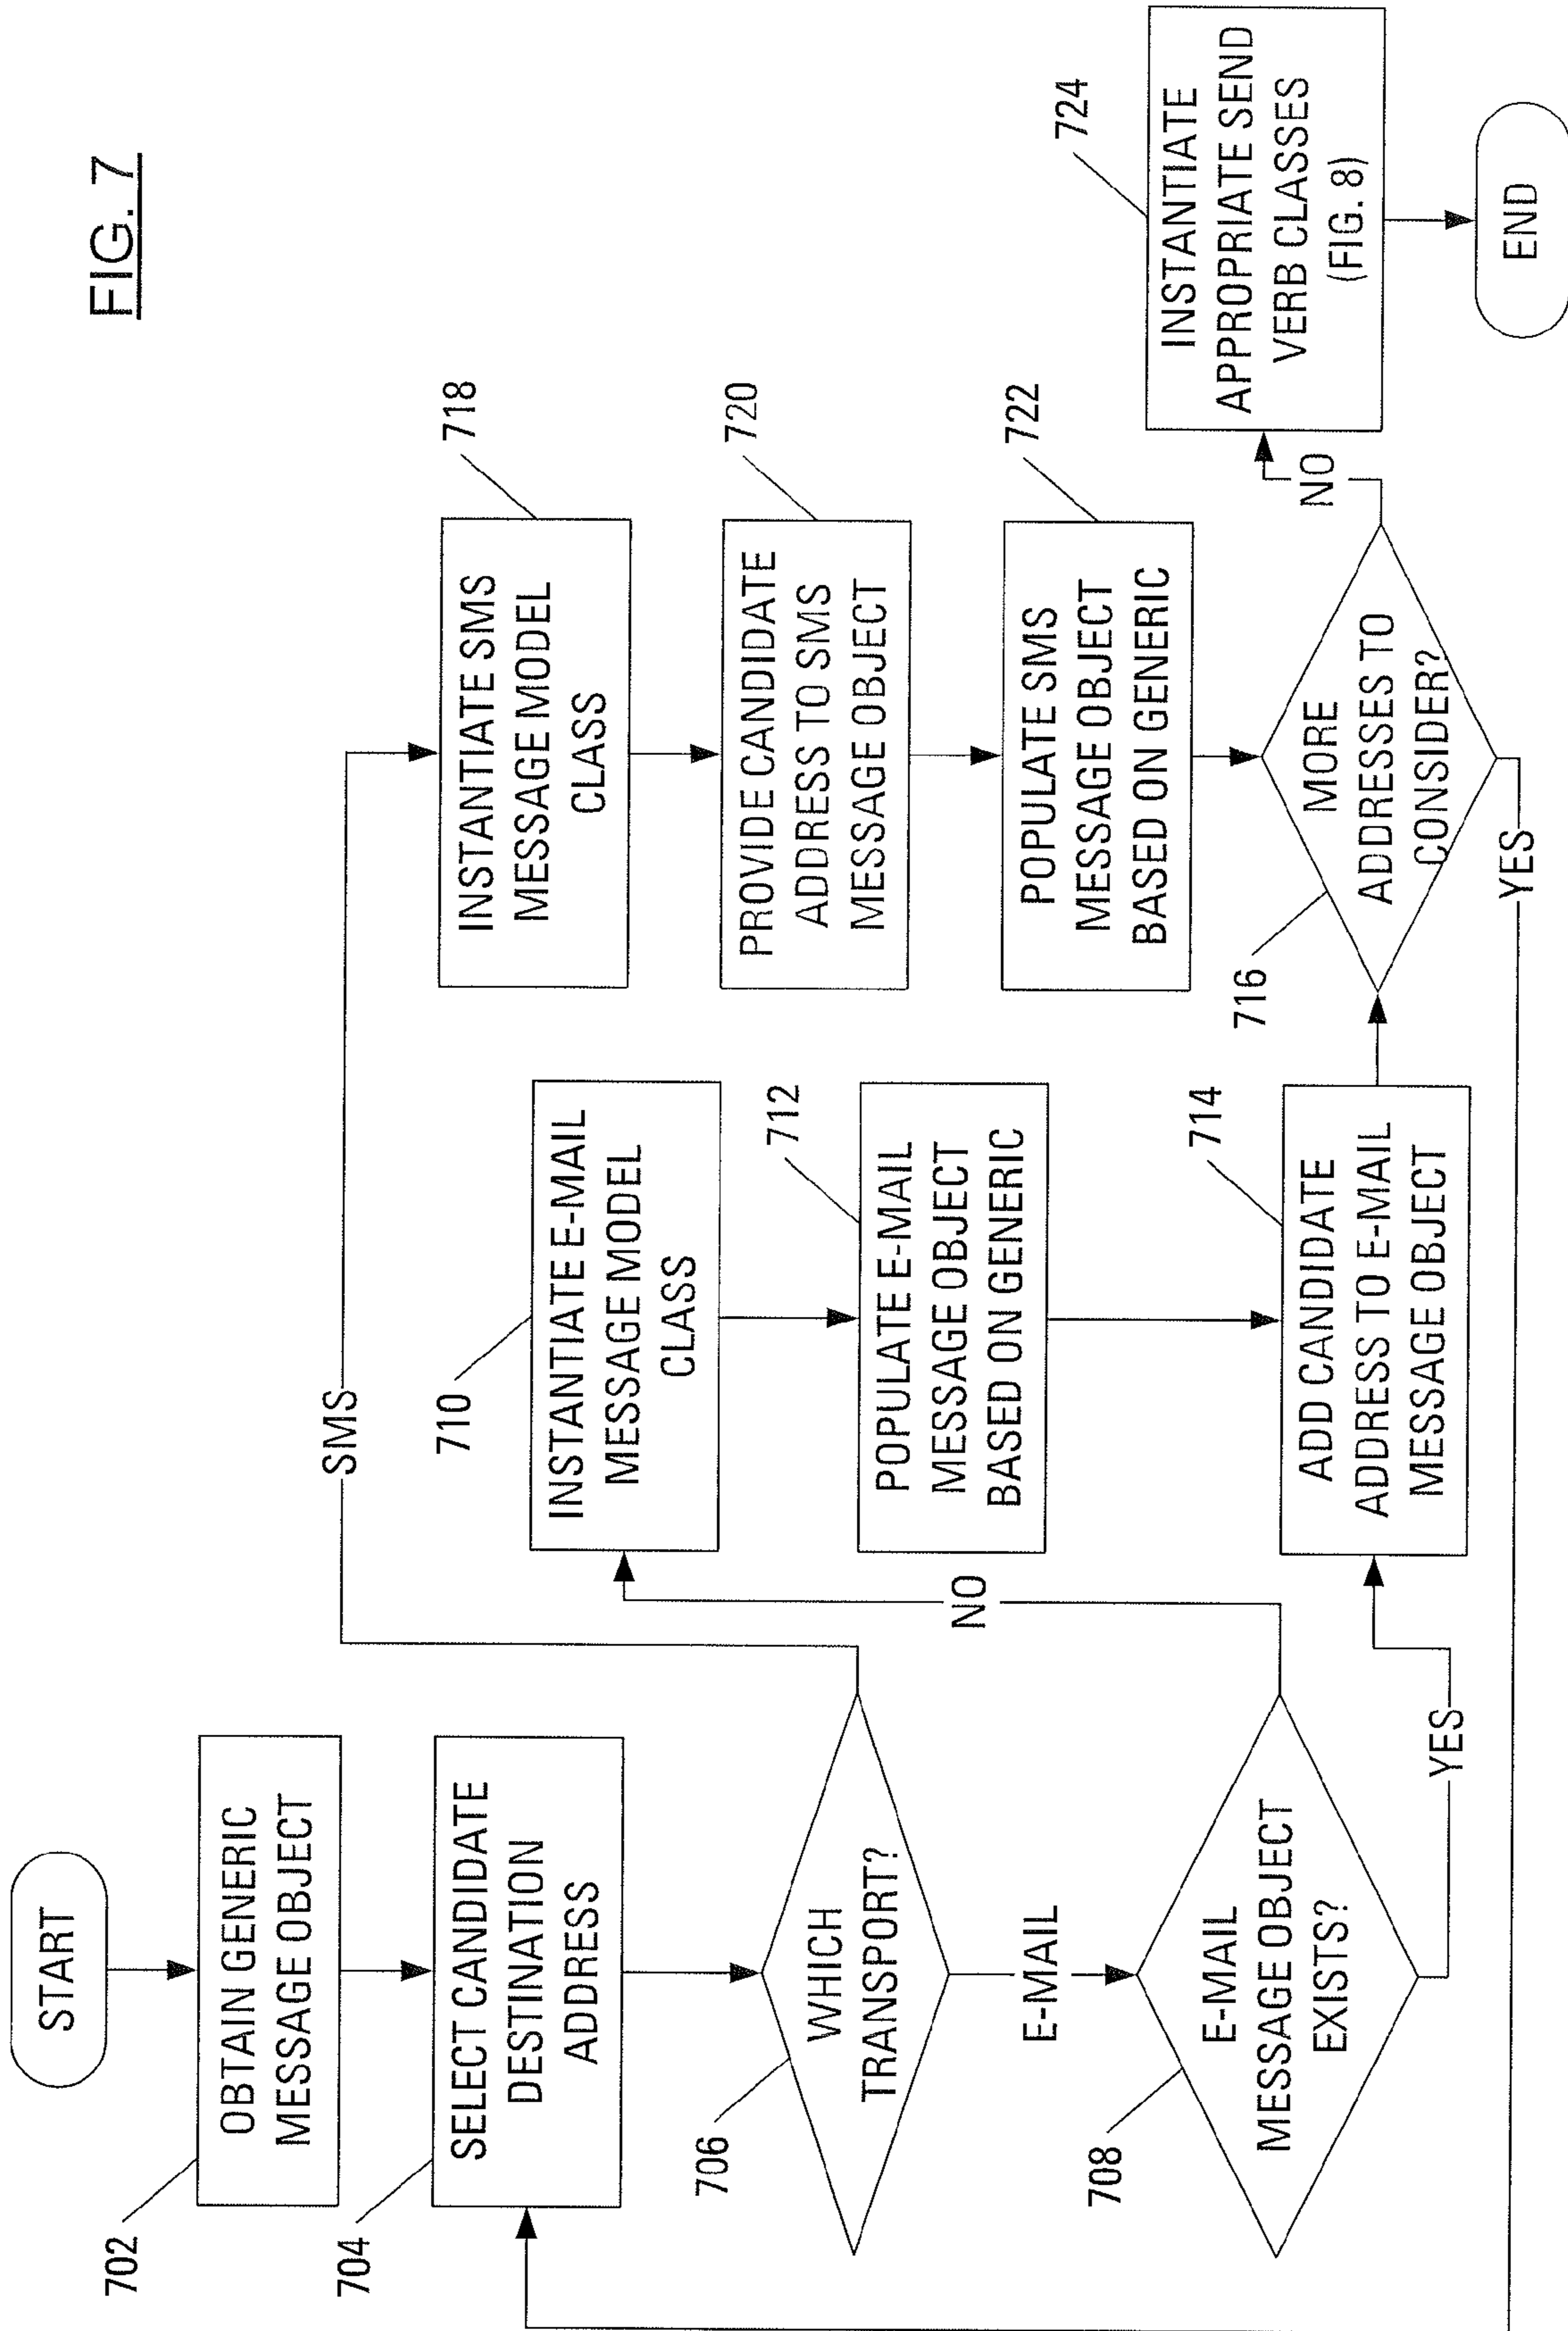 FIG. 7
START
702
OBTAIN GENERIC
MESSAGE OBJECT
704
SELECT CANDIDATE
DESTINATION
ADDRESS
706
WHICH
TRANSPORT?
SMS
E-MAIL
708
E-MAIL
MESSAGE OBJECT
EXISTS?
NO
YES
710
INSTANTIATE E-MAIL
MESSAGE MODEL
CLASS
712
POPULATE E-MAIL
MESSAGE OBJECT
BASED ON GENERIC
714
ADD CANDIDATE
ADDRESS TO E-MAIL
MESSAGE OBJECT
718
INSTANTIATE SMS
MESSAGE MODEL
CLASS
720
PROVIDE CANDIDATE
ADDRESS TO SMS
MESSAGE OBJECT
722
POPULATE SMS
MESSAGE OBJECT
BASED ON GENERIC
716
MORE
ADDRESSES TO
CONSIDER?
YES
NO
724
INSTANTIATE
APPROPRIATE SEND
VERB CLASSES
(FIG. 8)
END